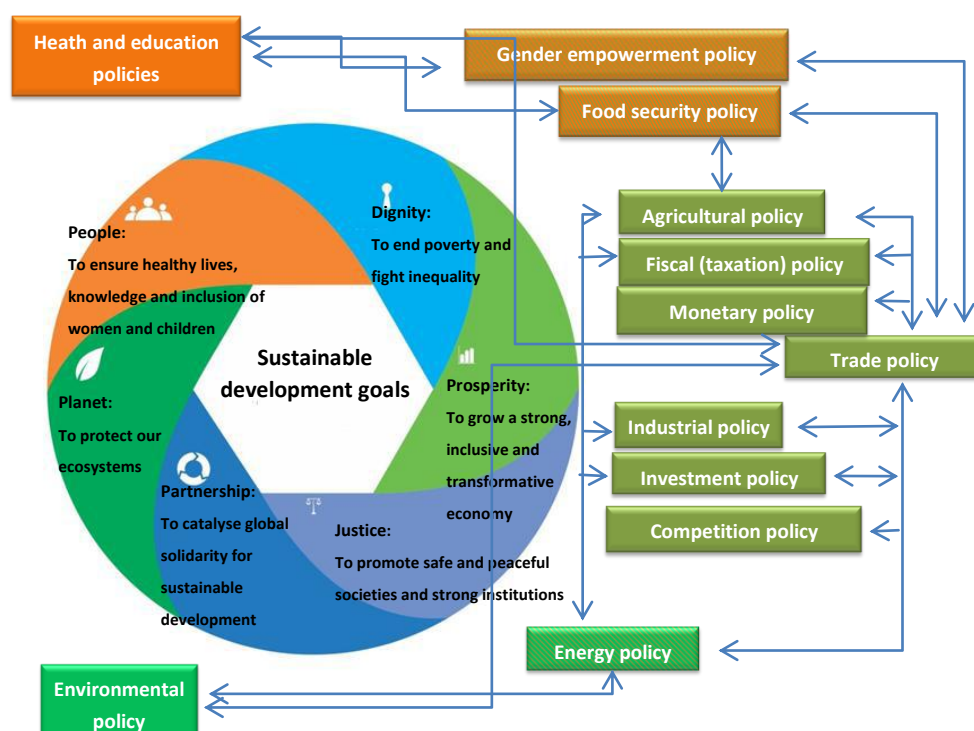 Heath and education
policies
Gender empowerment policy
Food security policy
Dignity:
To end poverty and
fight inequality
People:
To ensure healthy lives,
knowledge and inclusion of
women and children
Agricultural policy
Fiscal (taxation) policy
Monetary policy
Trade policy
Sustainable
development goals
Prosperity:
To grow a strong,
inclusive and
transformative
economy
Planet:
To protect our
ecosystems
Industrial policy
Investment policy
Competition policy
Partnership:
To catalyse global
solidarity for
sustainable
development
Justice:
To promote safe and peaceful
societies and strong institutions
Energy policy
Environmental
policy